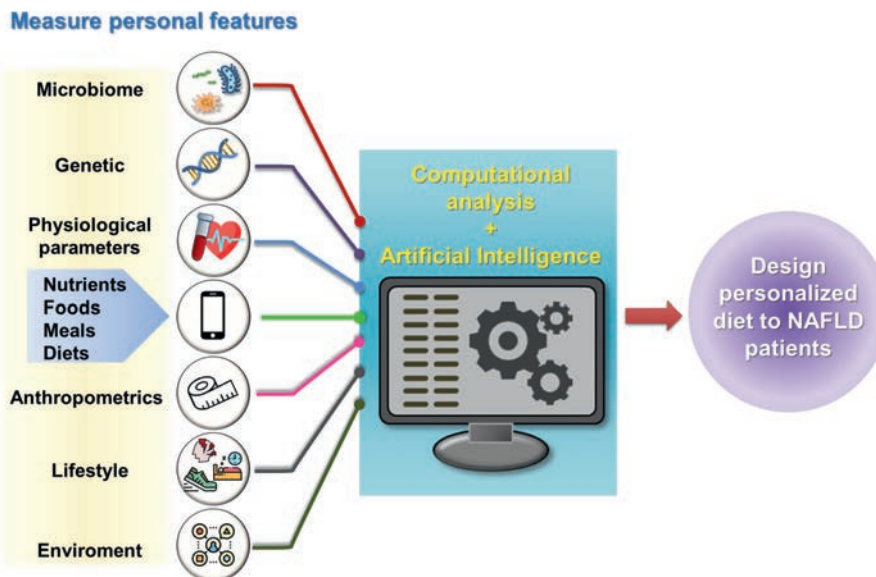 Measure personal features
Microbiome
Genetic
Physiological
parameters
Nutrients
Foods
Meals
Diets
Anthropometrics
Lifestyle
Enviroment
Computational
analysis
+
Artificial Intelligence
Design
personalized
diet to NAFLD
patients